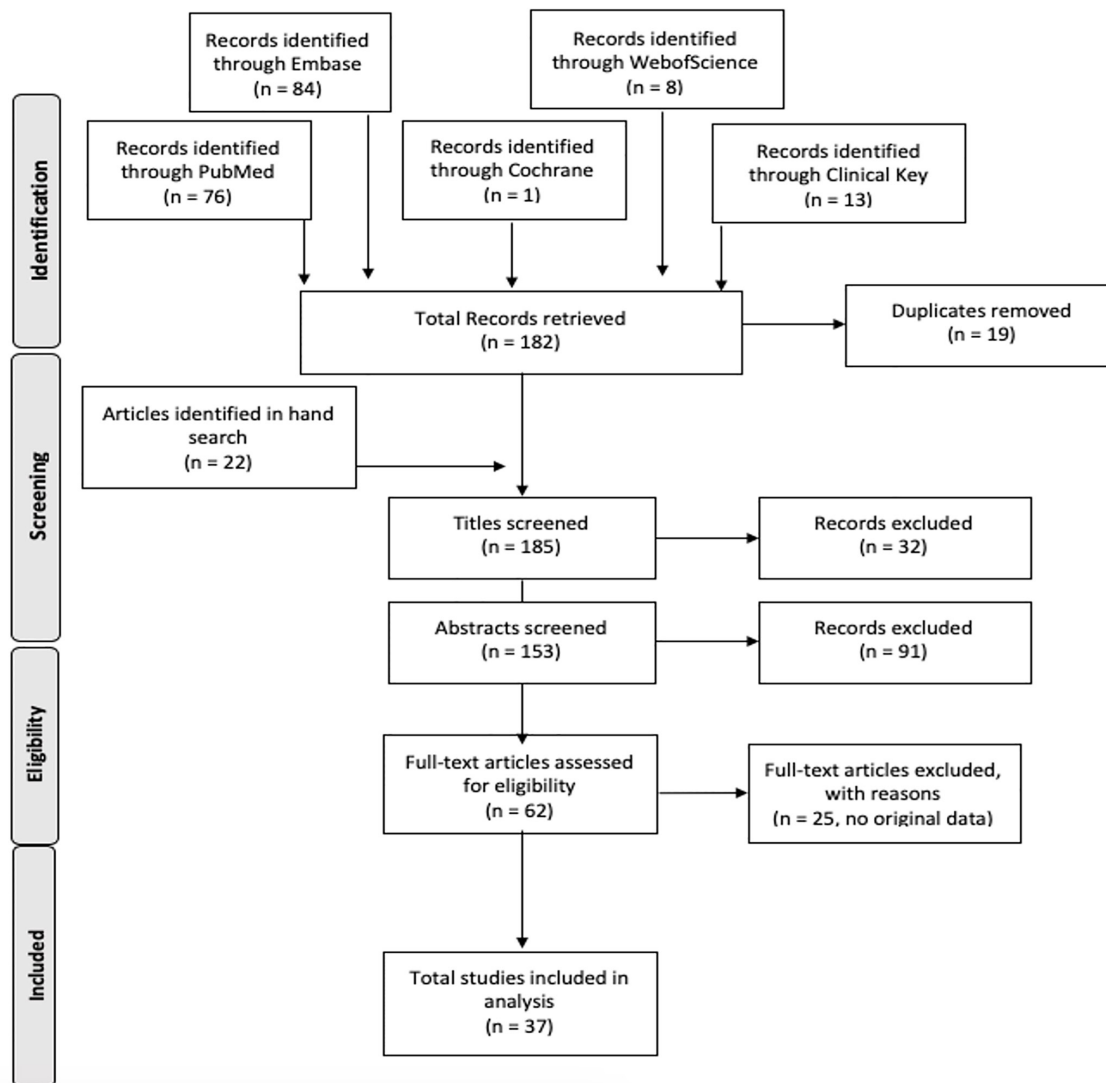 Records identified
through Embase
(n = 84)
Records identified
through WebofScience
(n = 8)
Records identified
through PubMed
(n = 76)
Records identified
through Cochrane
(n = 1)
Records identified
through Clinical Key
(n = 13)
Identification
Total Records retrieved
(n = 182)
Duplicates removed
(n = 19)
Screening
Articles identified in hand
search
(n = 22)
Titles screened
(n = 185)
Records excluded
(n = 32)
Abstracts screened
(n = 153)
Records excluded
(n = 91)
Eligibility
Full-text articles assessed
for eligibility
(n = 62)
Full-text articles excluded,
with reasons
(n = 25, no original data)
Included
Total studies included in
analysis
(n = 37)